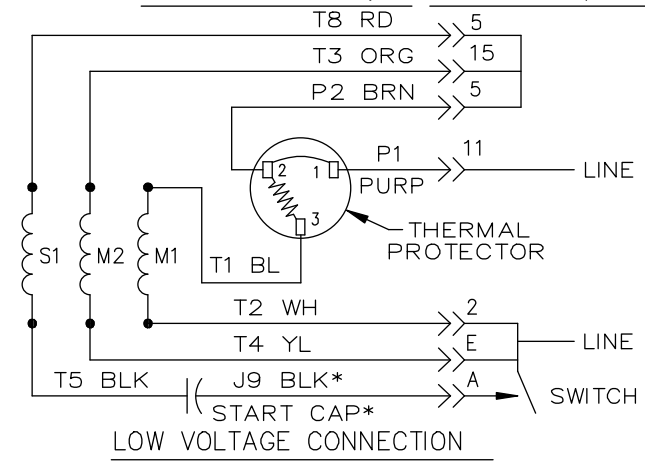 T8 RD 5
T3 ORG 15
P2 BRN 5
P1 11
2 1 LINE
PURP
3
THERMAL
PROTECTOR
S1 M2 M1
T1 BL
T2 WH 2
T4 YL E LINE
T5 BLK J9 BLK* A SWITCH
START CAP*
LOW VOLTAGE CONNECTION